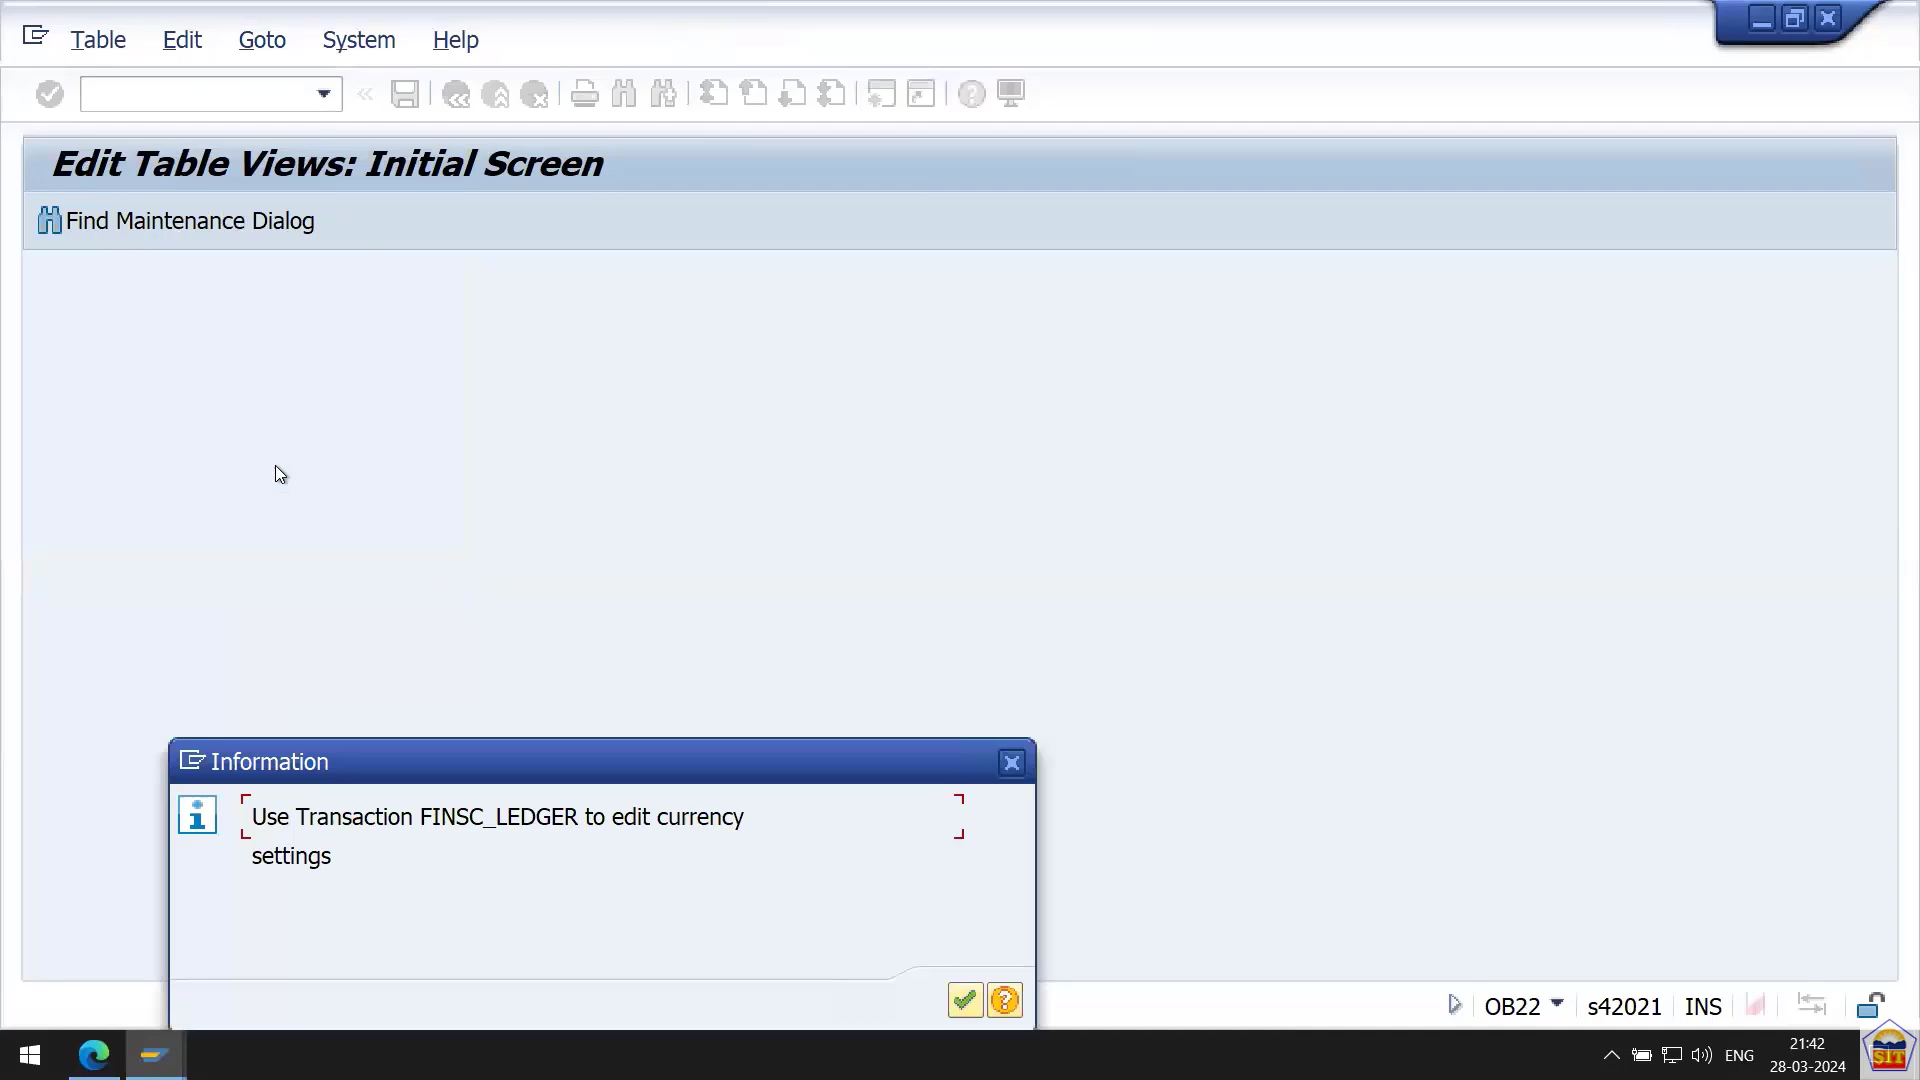 Table Edit Goto System Help
Edit Table Views: Initial Screen
Find Maintenance Dialog
Information
Use Transaction FINSC_LEDGER to edit currency
settings
OB22 s42021 INS
ENG
21:42
28-03-2024
SIT